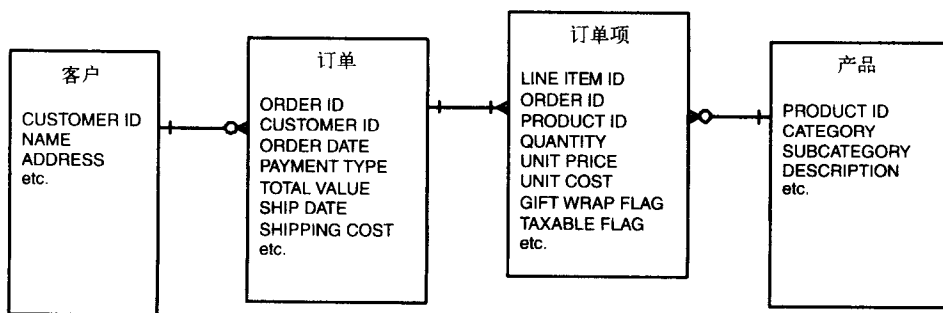 客户
CUSTOMER ID
NAME
ADDRESS
etc.
订单
ORDER ID
CUSTOMER ID
ORDER DATE
PAYMENT TYPE
TOTAL VALUE
SHIP DATE
SHIPPING COST
etc.
订单项
LINE ITEM ID
ORDER ID
PRODUCT ID
QUANTITY
UNIT PRICE
UNIT COST
GIFT WRAP FLAG
TAXABLE FLAG
etc.
产品
PRODUCT ID
CATEGORY
SUBCATEGORY
DESCRIPTION
etc.